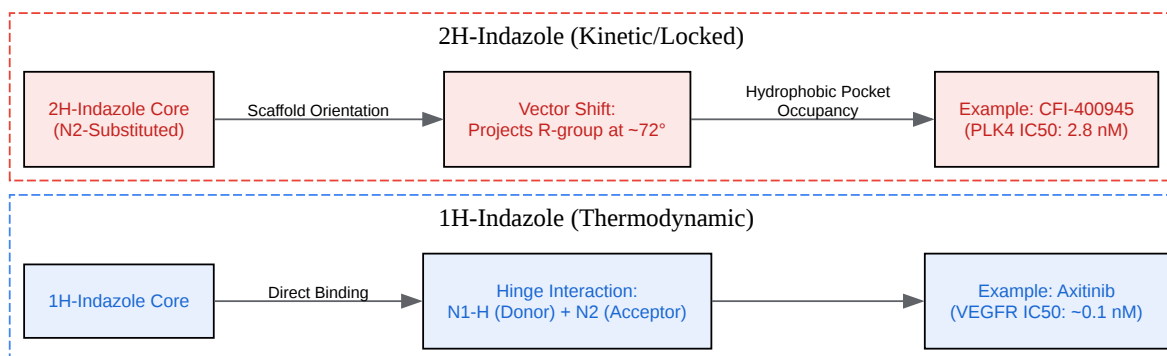 2H-Indazole (Kinetic/Locked)
2H-Indazole Core
(N2-Substituted)
Scaffold Orientation
Vector Shift:
Projects R-group at ~72°
Hydrophobic Pocket
Occupancy
Example: CFI-400945
(PLK4 IC50: 2.8 nM)
1H-Indazole (Thermodynamic)
1H-Indazole Core
Direct Binding
Hinge Interaction:
N1-H (Donor) + N2 (Acceptor)
Example: Axitinib
(VEGFR IC50: ~0.1 nM)